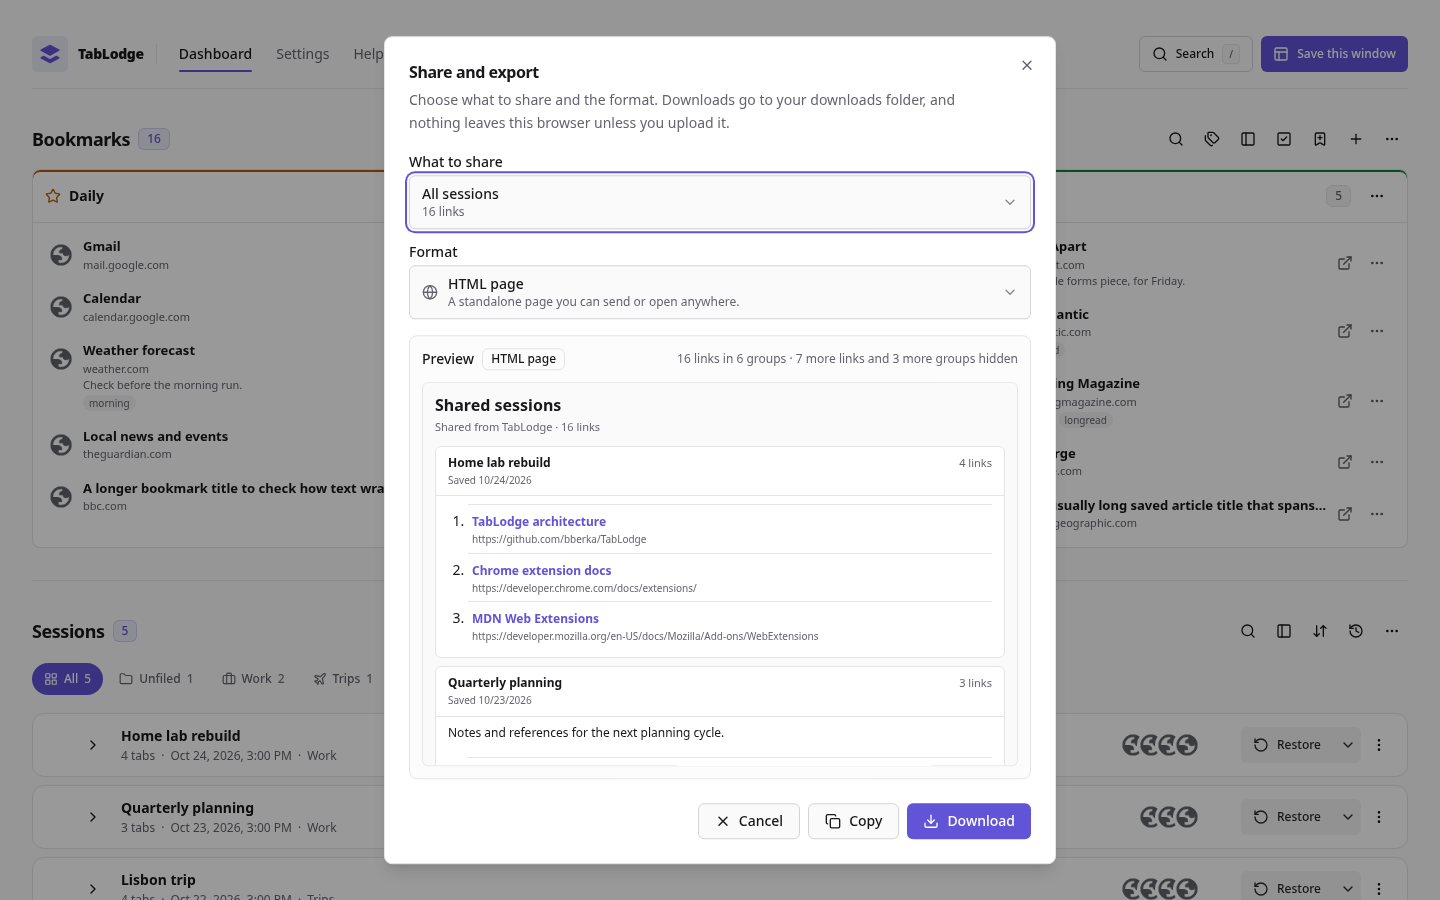 TabLodge
Dashboard
Settings
Help
Search
/
Save this window
Bookmarks
16
Daily
Gmail
mail.google.com
Calendar
calendar.google.com
Weather forecast
weather.com
Check before the morning run.
morning
Local news and events
theguardian.com
A longer bookmark title to check how text wra
bbc.com
5
Apart
t.com
le forms piece, for Friday.
antic
tic.com
ng Magazine
gmagazine.com
longread
rge
.com
sually long saved article title that spans...
geographic.com
Share and export
Choose what to share and the format. Downloads go to your downloads folder, and
nothing leaves this browser unless you upload it.
What to share
All sessions
16 links
Format
HTML page
A standalone page you can send or open anywhere.
Preview
HTML page
16 links in 6 groups · 7 more links and 3 more groups hidden
Shared sessions
Shared from TabLodge · 16 links
Home lab rebuild
4 links
Saved 10/24/2026
1. TabLodge architecture
https://github.com/bberka/TabLodge
2. Chrome extension docs
https://developer.chrome.com/docs/extensions/
3. MDN Web Extensions
https://developer.mozilla.org/en-US/docs/Mozilla/Add-ons/WebExtensions
Quarterly planning
3 links
Saved 10/23/2026
Notes and references for the next planning cycle.
Cancel
Copy
Download
Sessions
5
All 5
Unfiled 1
Work 2
Trips 1
Home lab rebuild
4 tabs · Oct 24, 2026, 3:00 PM · Work
Restore
Quarterly planning
3 tabs · Oct 23, 2026, 3:00 PM · Work
Restore
Lisbon trip
4 tabs · Oct 22, 2026, 3:00 PM · Trips
Restore